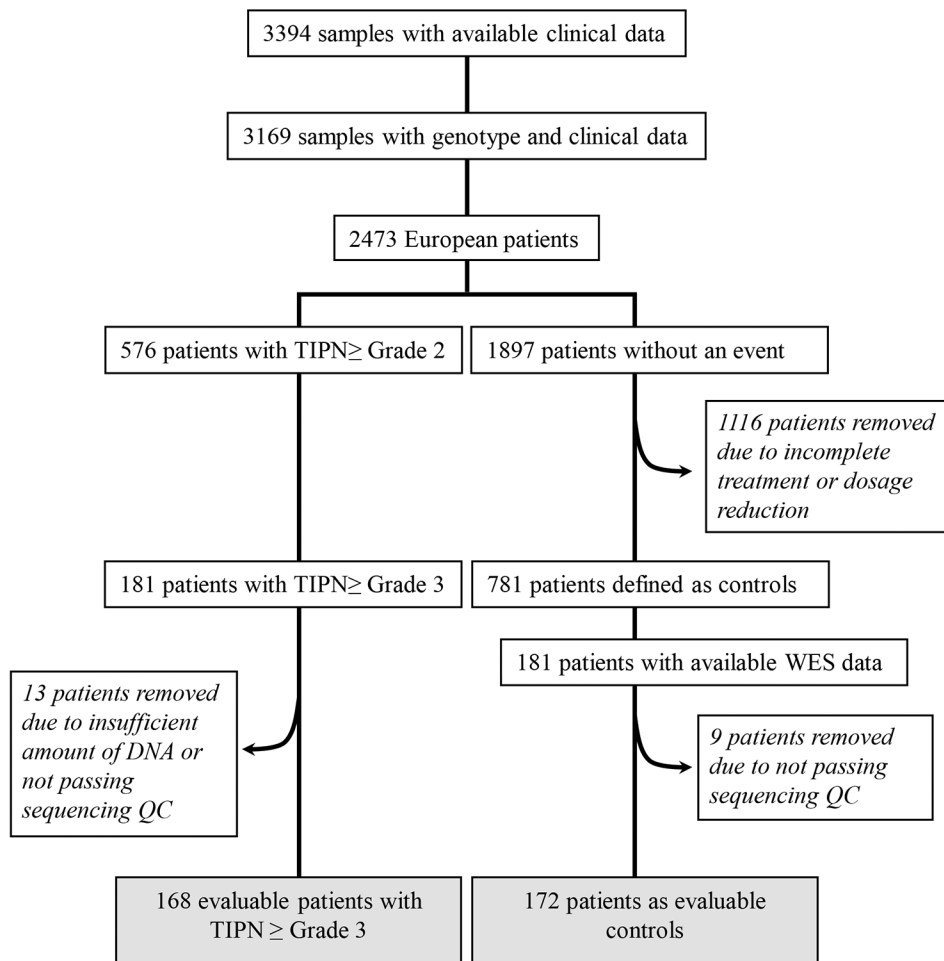 3394 samples with available clinical data
3169 samples with genotype and clinical data
2473 European patients
576 patients with TIPN≥ Grade 2
1897 patients without an event
1116 patients removed
due to incomplete
treatment or dosage
reduction
181 patients with TIPN≥ Grade 3
781 patients defined as controls
181 patients with available WES data
13 patients removed
due to insufficient
amount of DNA or
not passing
sequencing QC
9 patients removed
due to not passing
sequencing QC
168 evaluable patients with
TIPN ≥ Grade 3
172 patients as evaluable
controls